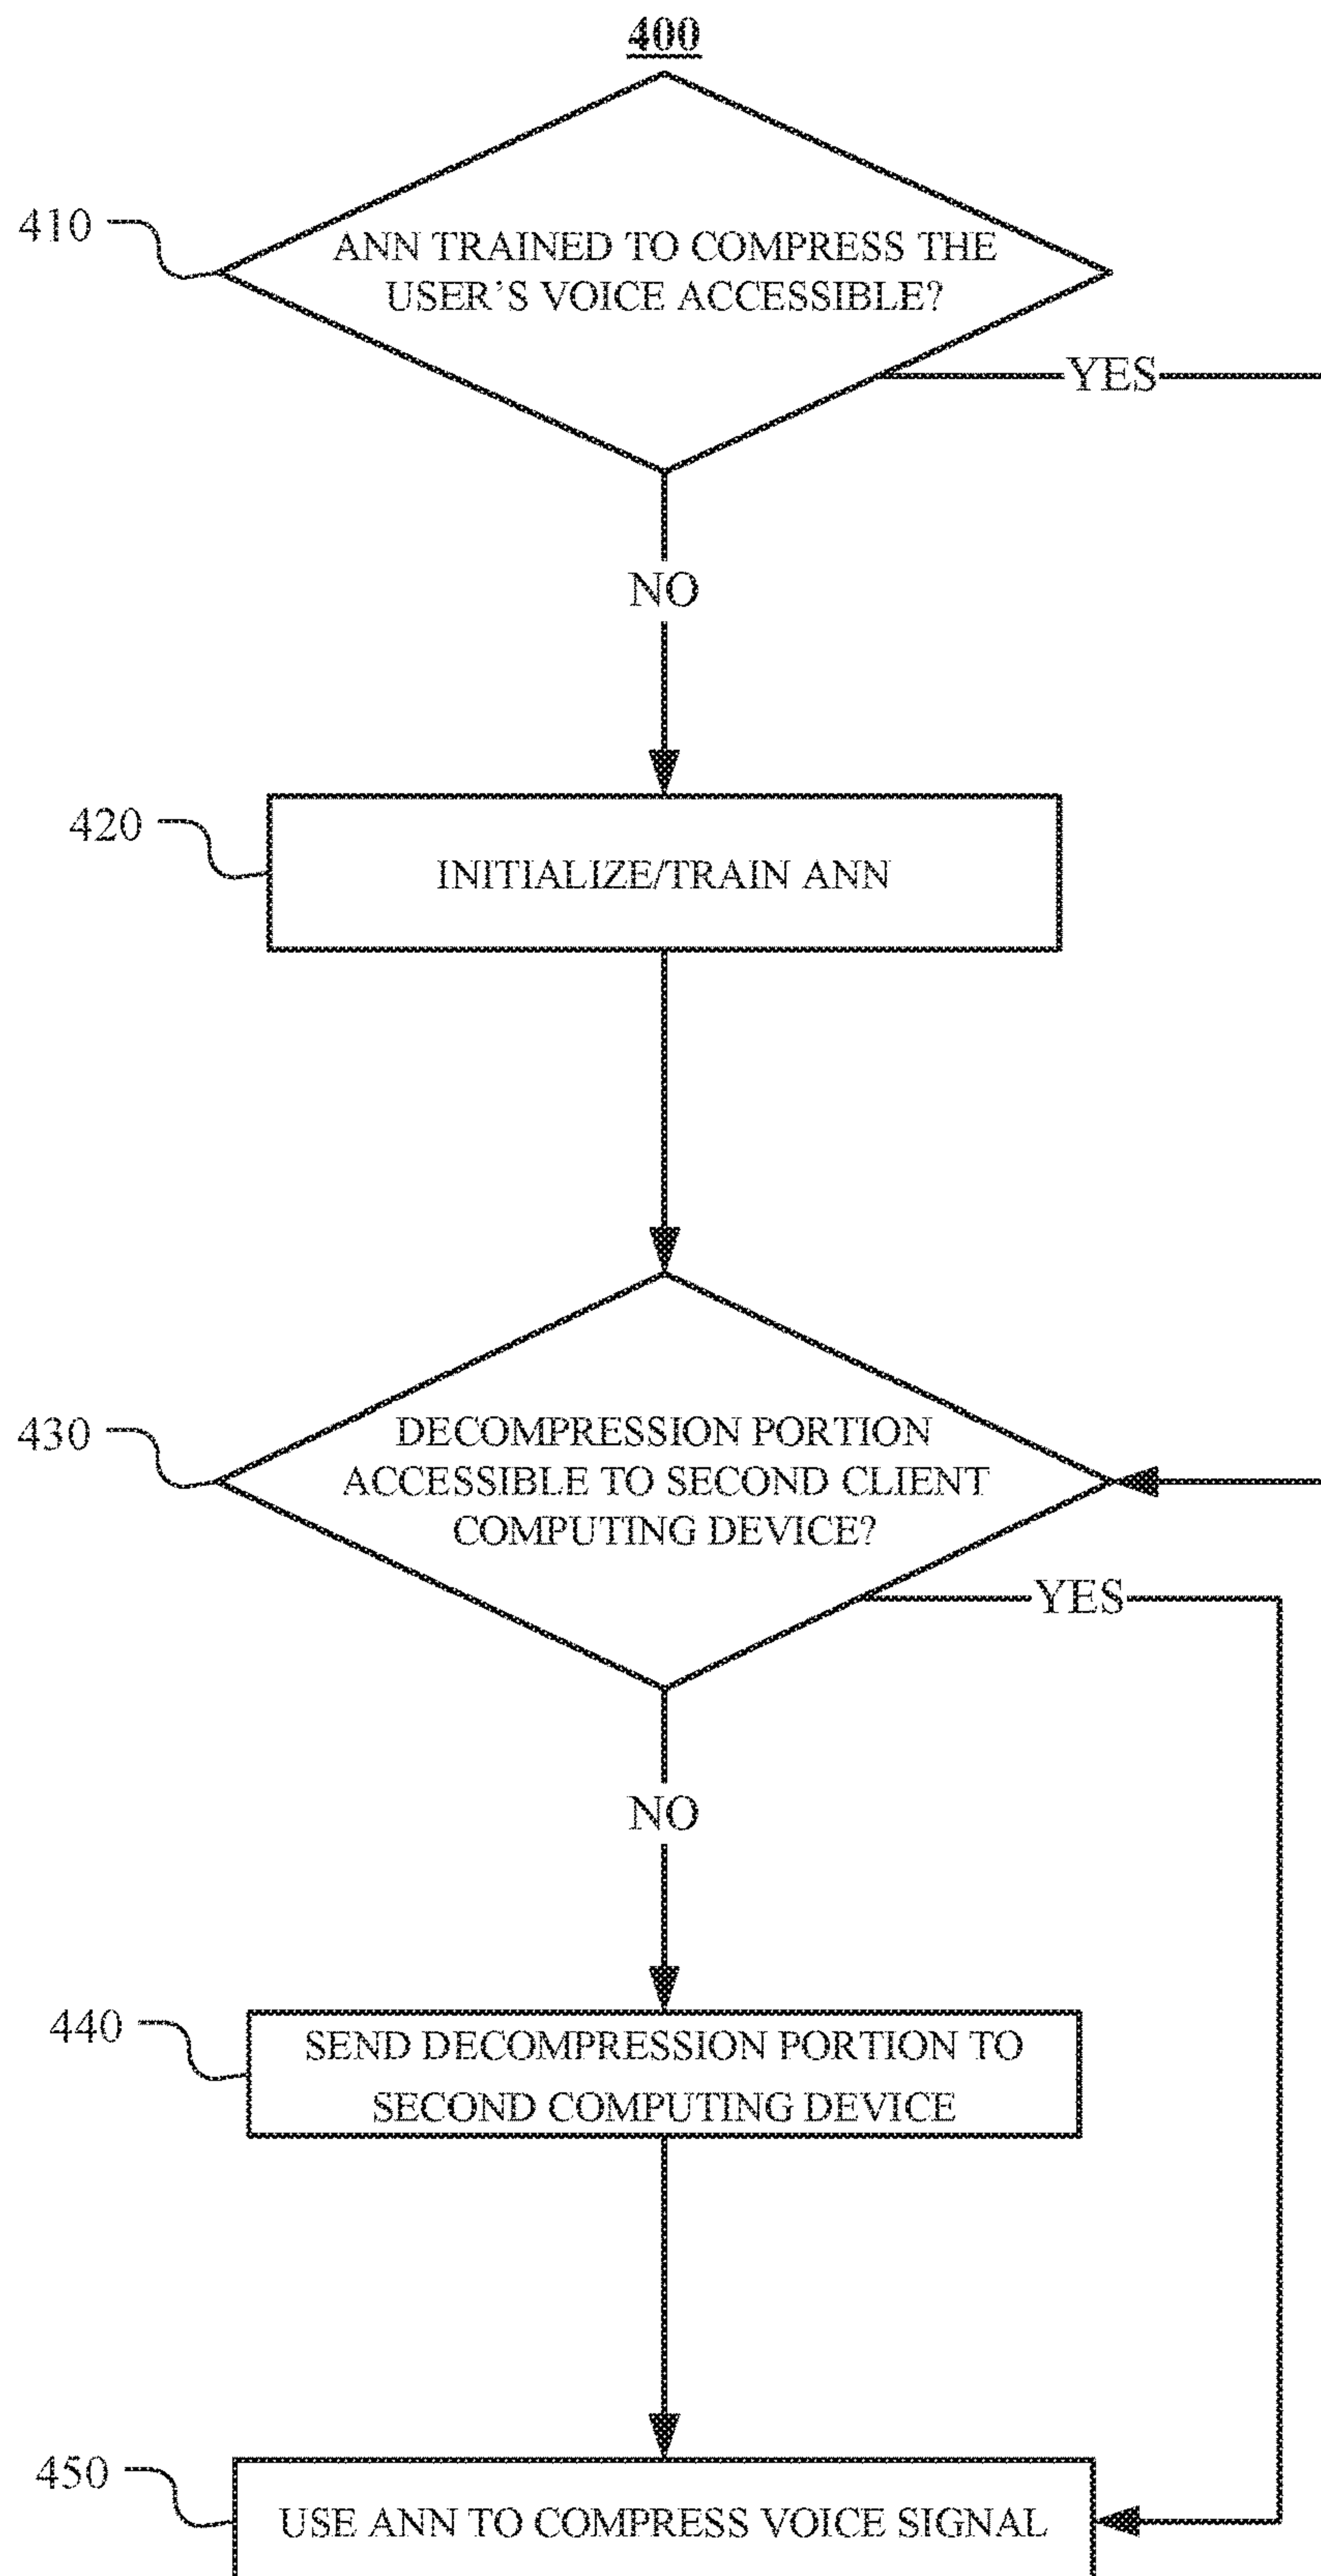 400
410
ANN TRAINED TO COMPRESS THE
USER'S VOICE ACCESSIBLE?
YES
NO
420
INITIALIZE/TRAIN ANN
430
DECOMPRESSION PORTION
ACCESSIBLE TO SECOND CLIENT
COMPUTING DEVICE?
YES
NO
440
SEND DECOMPRESSION PORTION TO
SECOND COMPUTING DEVICE
450
USE ANN TO COMPRESS VOICE SIGNAL